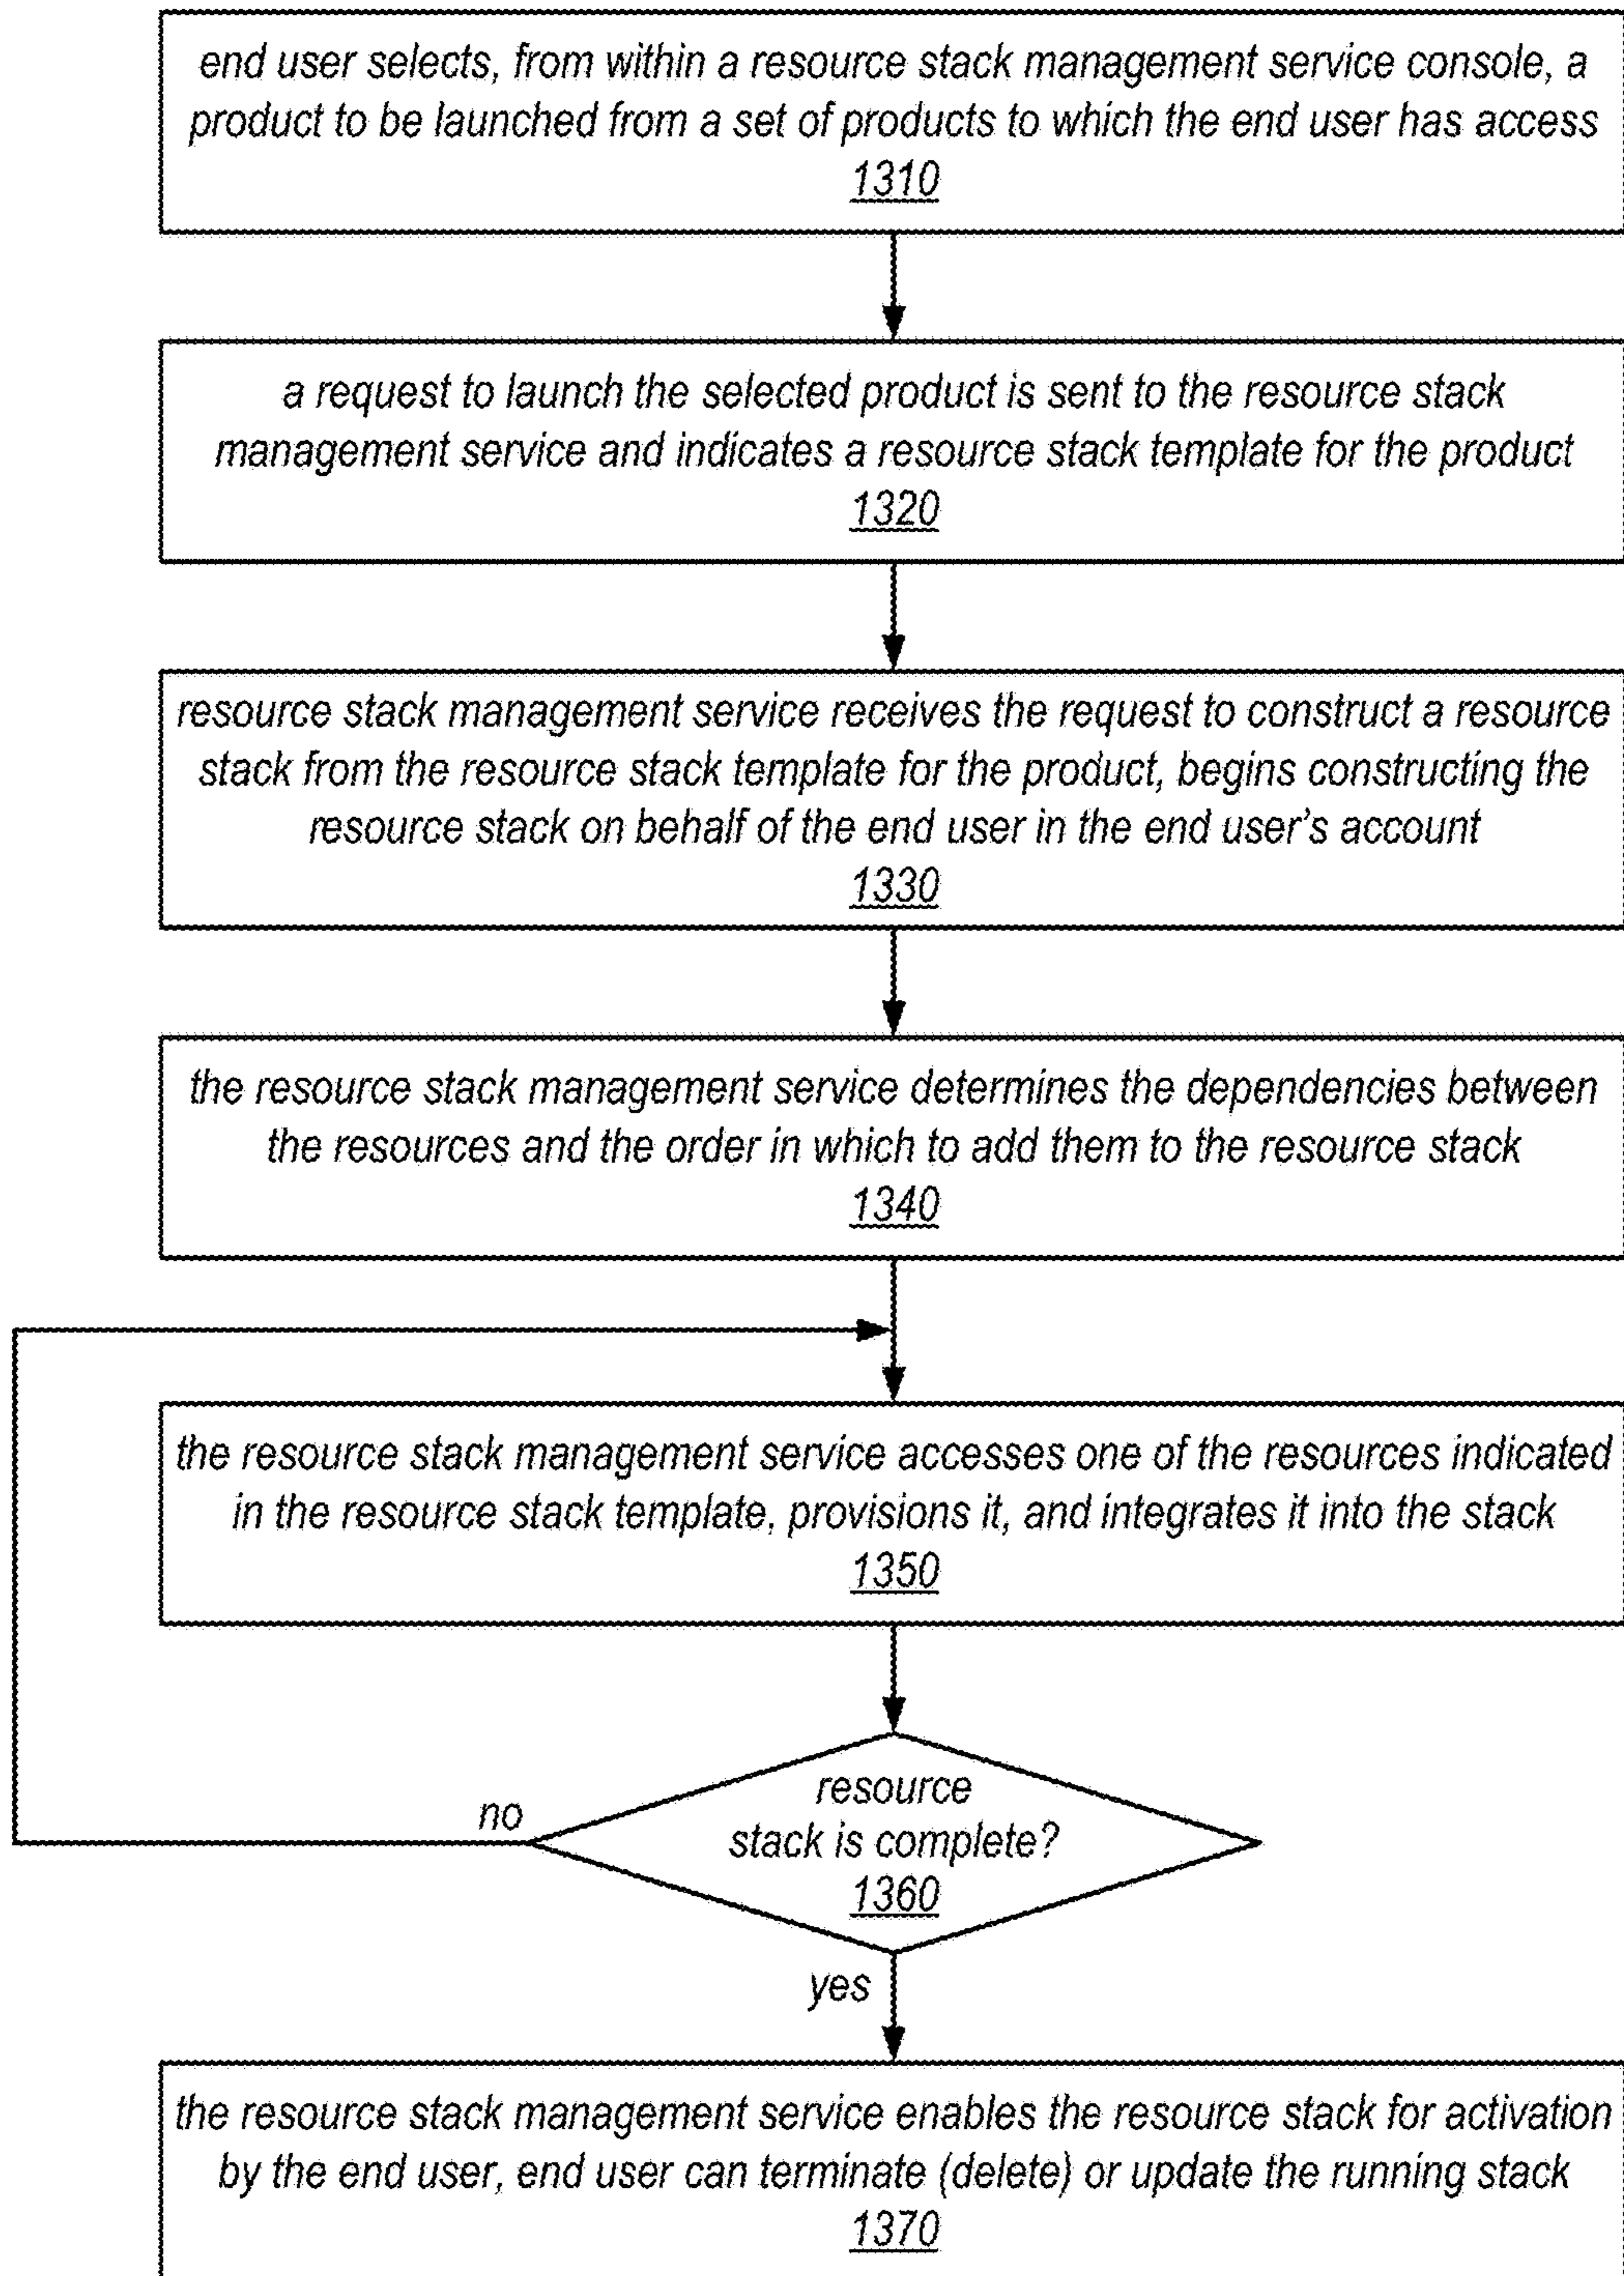 end user selects, from within a resource stack management service console, a
product to be launched from a set of products to which the end user has access
1310
a request to launch the selected product is sent to the resource stack
management service and indicates a resource stack template for the product
1320
resource stack management service receives the request to construct a resource
stack from the resource stack template for the product, begins constructing the
resource stack on behalf of the end user in the end user's account
1330
the resource stack management service determines the dependencies between
the resources and the order in which to add them to the resource stack
1340
the resource stack management service accesses one of the resources indicated
in the resource stack template, provisions it, and integrates it into the stack
1350
resource
no
stack is complete?
1360
yes
the resource stack management service enables the resource stack for activation
by the end user, end user can terminate (delete) or update the running stack
1370